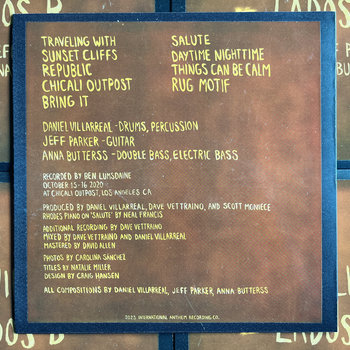 TRAVELING WITH
SUNSET CLIFFS
REPUBLIC
CHICALI OUTPOST
BRING IT
SALUTE
DAYTIME NIGHTTIME
THINGS CAN BE CALM
RUG MOTIF
DANIEL VILLARREAL - DRUMS, PERCUSSION
JEFF PARKER - GUITAR
ANNA BUTTERSS - DOUBLE BASS, ELECTRIC BASS
RECORDED BY BEN LUMSDAINE
OCTOBER 15-16 2020
AT CHICALI OUTPOST, LOS ANGELES CA
PRODUCED BY DANIEL VILLARREAL, DAVE VETTRAINO, AND SCOTT MCNIECE
RHODES PIANO ON 'SALUTE' BY NEAL FRANCIS
ADDITIONAL RECORDING BY DAVE VETTRAINO
MIXED BY DAVE VETTRAINO AND DANIEL VILLARREAL
MASTERED BY DAVID ALLEN
PHOTOS BY CAROLINA SANCHEZ
TITLES BY NATALIE MILLER
DESIGN BY CRAIG HANSEN
ALL COMPOSITIONS BY DANIEL VILLARREAL, JEFF PARKER, ANNA BUTTERSS
2023 INTERNATIONAL ANTHEM RECORDING CO.
LADOS B